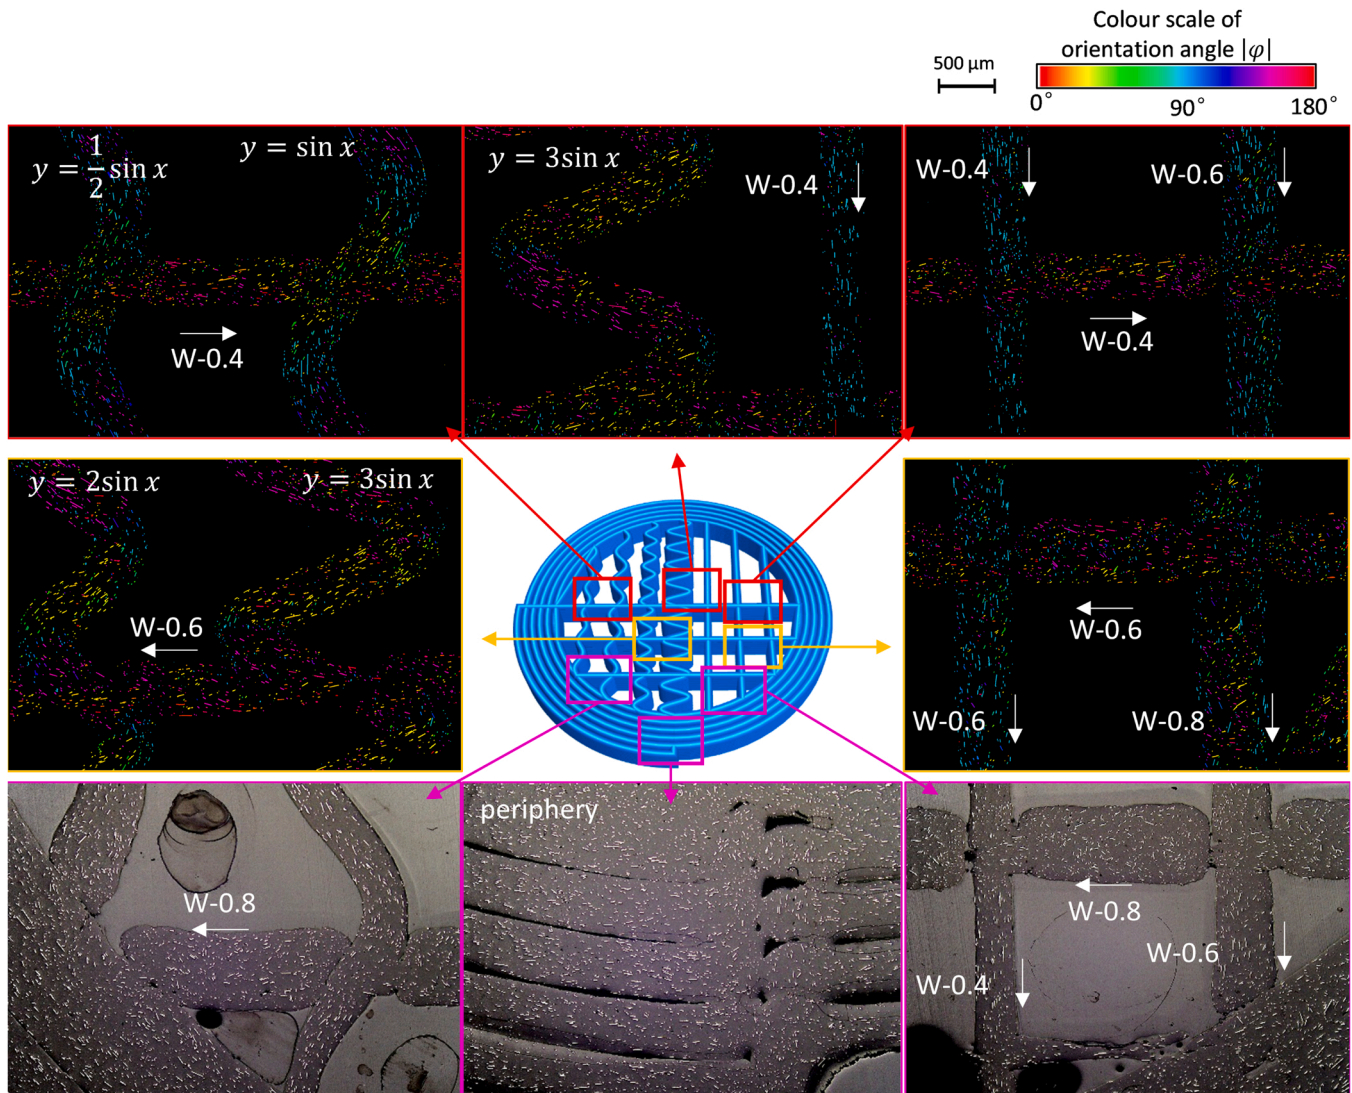 Colour scale of
orientation angle |φ|
500 µm
0° 90° 180°
y = 1/2 sin x
y = sin x
W-0.4
y = 3sin x
W-0.4
W-0.4
W-0.6
W-0.4
y = 2sin x
y = 3sin x
W-0.6
W-0.6
W-0.6
W-0.8
W-0.8
periphery
W-0.8
W-0.6
W-0.4